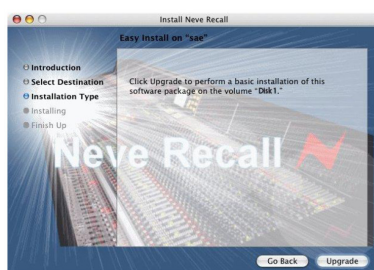 Install Neve Recall
Easy Install on "sae"
Introduction
Select Destination
Installation Type
Installing
Finish Up
Click Upgrade to perform a basic installation of this
software package on the volume "Disk1."
Neve Recall
Go Back
Upgrade